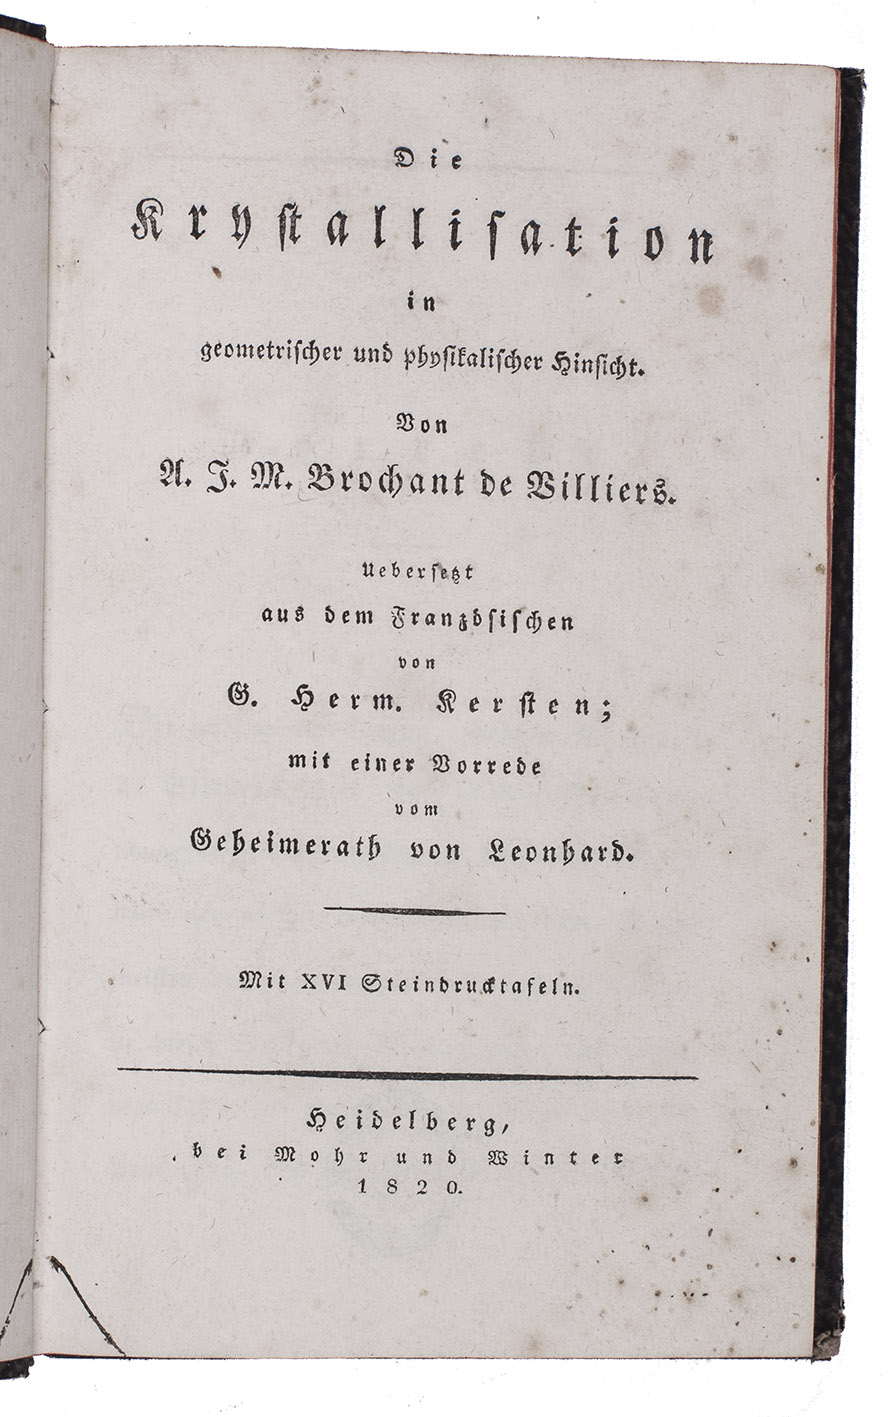 Die
Krystallisation
in
geometrischer und physikalischer Hinsicht.
Von
A. J. M. Brochant de Villiers.
Uebersetzt
aus dem Französischen
von
G. Herm. Kersten;
mit einer Vorrede
vom
Geheimerath von Leonhard.
Mit XVI Steindrucktafeln.
Heidelberg,
bei Mohr und Winter
1820.